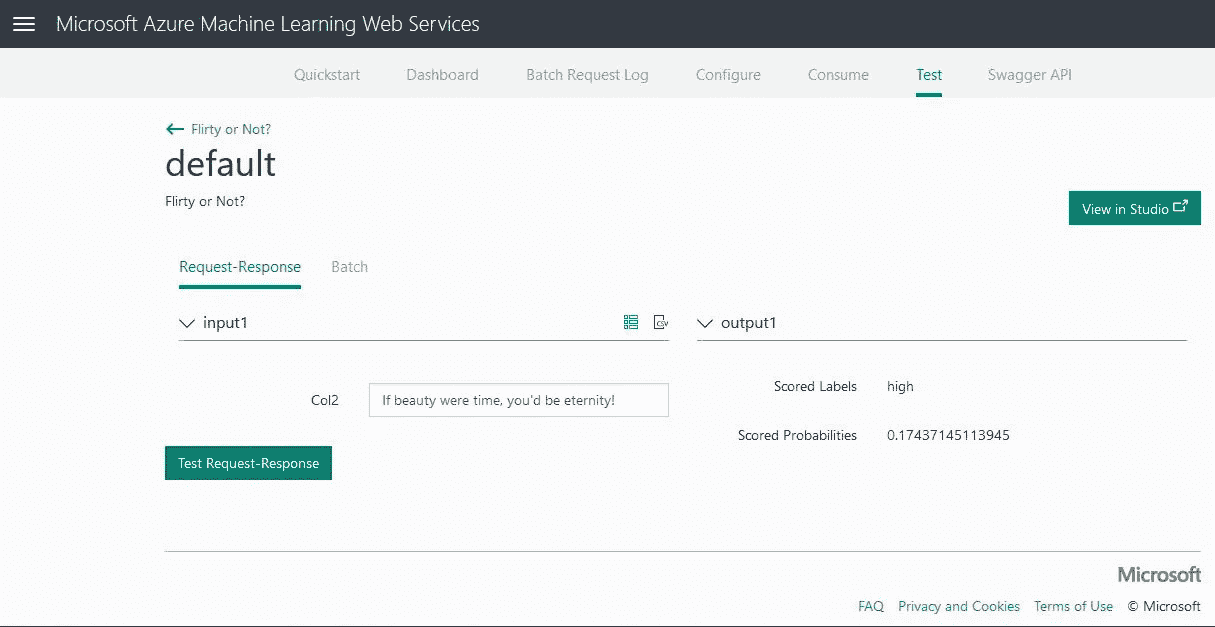 Microsoft Azure Machine Learning Web Services
Quickstart Dashboard Batch Request Log Configure Consume Test Swagger API
Flirty or Not?
default
Flirty or Not?
View in Studio
Request-Response Batch
input1
CSV
output1
Col2 If beauty were time, you'd be eternity!
Test Request-Response
Scored Labels high
Scored Probabilities 0.17437145113945
Microsoft
FAQ Privacy and Cookies Terms of Use © Microsoft